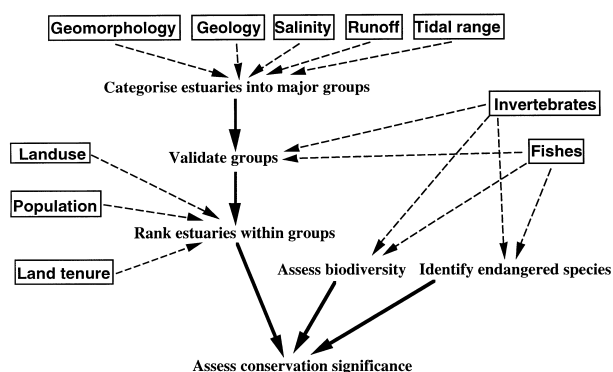 Geomorphology Geology Salinity Runoff Tidal range
Categorise estuaries into major groups
Invertebrates
Landuse
Validate groups
Fishes
Population
Rank estuaries within groups
Land tenure
Assess biodiversity Identify endangered species
Assess conservation significance